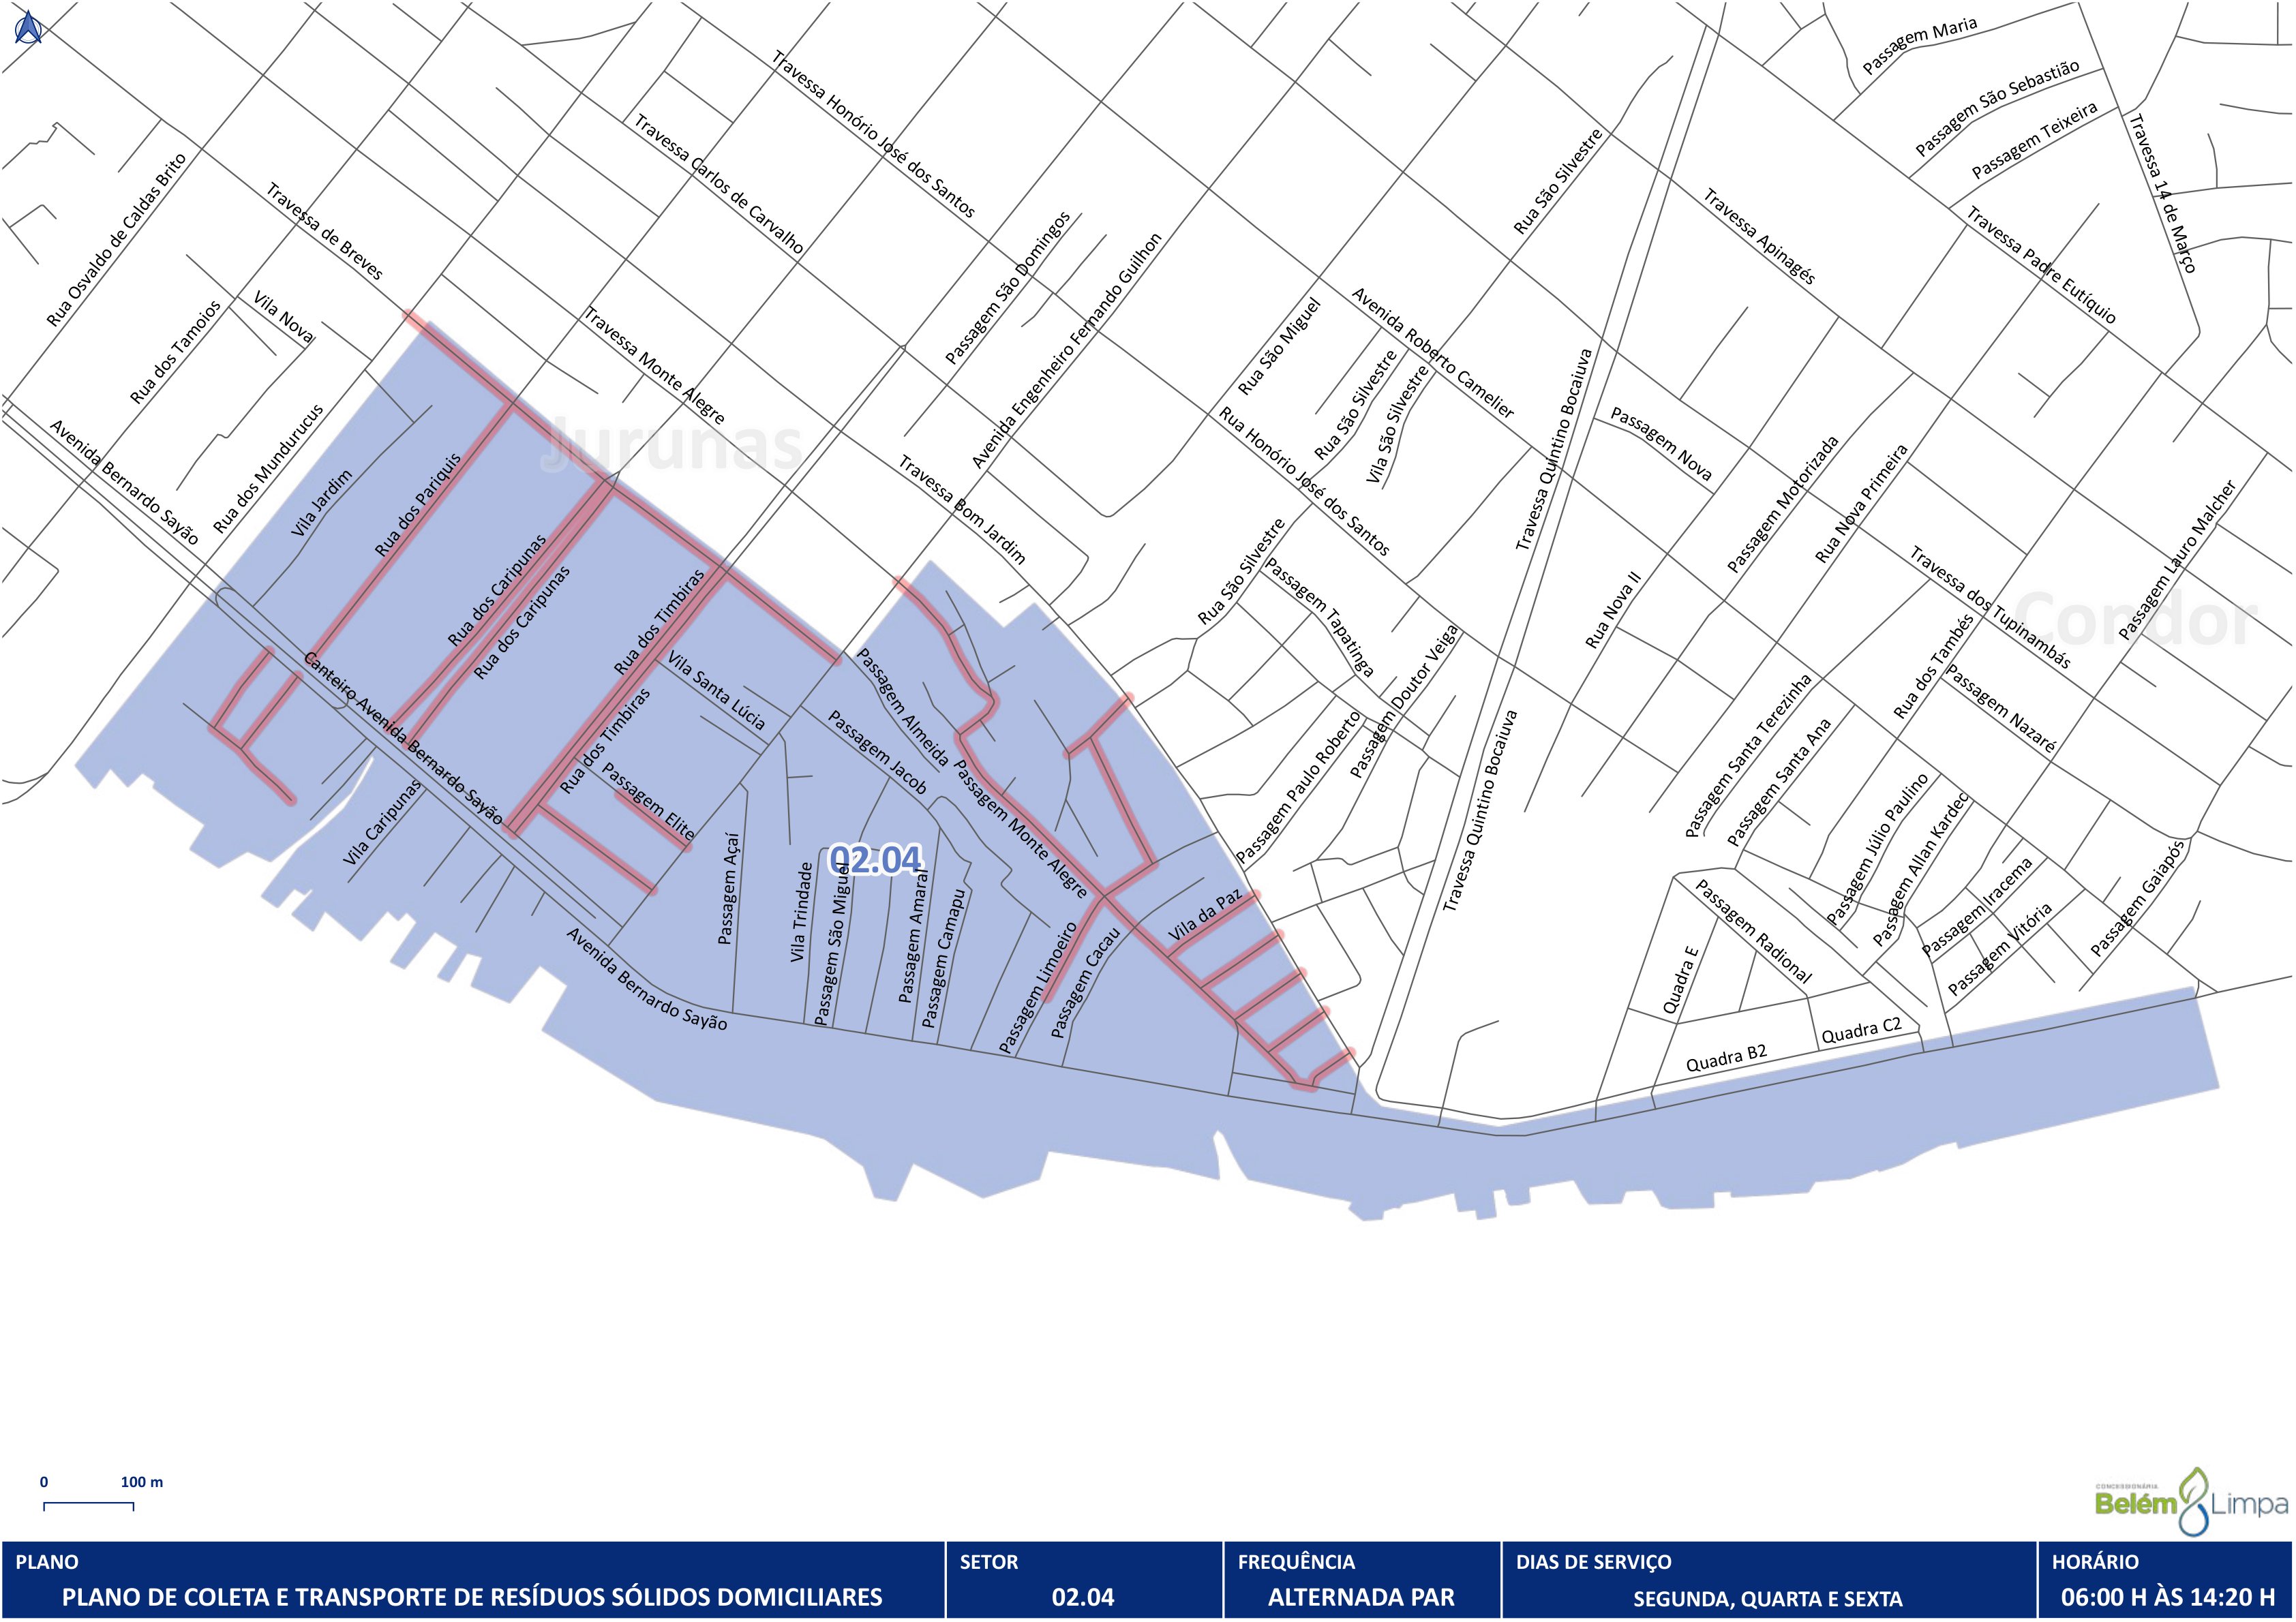 Passagem Maria
Passagem São Sebastião
Passagem Teixeira
Travessa 14 de Março
Travessa Honório José dos Santos
Travessa Carlos de Carvalho
Rua São Silvestre
Travessa Apinagés
Travessa Padre Eutíquio
Rua Osvaldo de Caldas Brito
Travessa de Breves
Passagem São Domingos
Avenida Engenheiro Fernando Guilhon
Rua dos Tamoios
Vila Nova
Travessa Monte Alegre
Rua São Miguel
Avenida Roberto Camelier
Rua São Silvestre
Vila São Silvestre
Travessa Quintino Bocaiuva
Passagem Nova
Jurunas
Avenida Bernardo Sayão
Rua dos Mundurucus
Vila Jardim
Rua dos Pariquis
Travessa Bom Jardim
Rua Honório José dos Santos
Passagem Motorizada
Rua Nova Primeira
Passagem Lauro Malcher
Rua dos Caripunas
Rua dos Caripunas
Rua dos Timbiras
Rua São Silvestre
Passagem Tapatinga
Rua Nova II
Travessa dos Tupinambás
Condor
Canteiro Avenida Bernardo Sayão
Rua dos Timbiras
Vila Santa Lúcia
Passagem Almeida
Passagem Doutor Veiga
Passagem Santa Terezinha
Rua dos Tambés
Passagem Nazaré
Passagem Jacob
Passagem Paulo Roberto
Travessa Quintino Bocaiuva
Passagem Santa Ana
Vila Caripunas
Passagem Elite
Passagem Monte Alegre
Passagem Júlio Paulino
Passagem Allan Kardec
02.04
Passagem Açaí
Vila Trindade
Passagem São Miguel
Passagem Amaral
Passagem Camapu
Vila da Paz
Passagem Radional
Passagem Iracema
Passagem Vitória
Passagem Gaiapós
Avenida Bernardo Sayão
Passagem Limoeiro
Passagem Cacau
Quadra E
Quadra B2
Quadra C2
0 100 m
CONCESSIONÁRIA
Belém Limpa
PLANO
PLANO DE COLETA E TRANSPORTE DE RESÍDUOS SÓLIDOS DOMICILIARES
SETOR
02.04
FREQUÊNCIA
ALTERNADA PAR
DIAS DE SERVIÇO
SEGUNDA, QUARTA E SEXTA
HORÁRIO
06:00 H ÀS 14:20 H